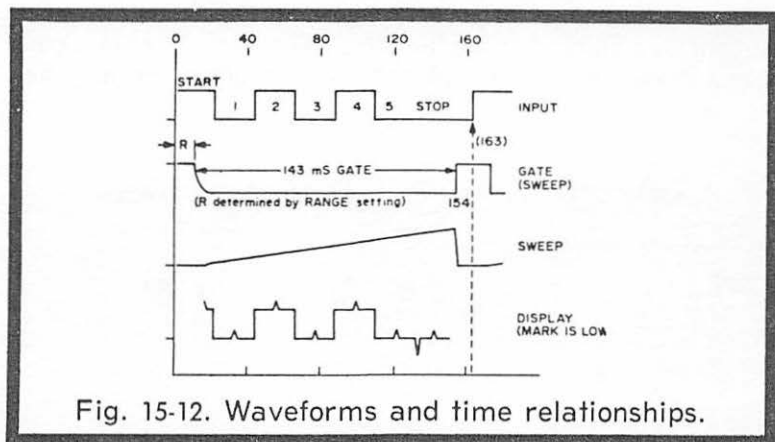 0 40 80 120 160
START
1 2 3 4 5 STOP INPUT
(163)
R
143 mS GATE GATE
(SWEEP)
(R determined by RANGE setting) 154
SWEEP
DISPLAY
(MARK IS LOW
Fig. 15-12. Waveforms and time relationships.